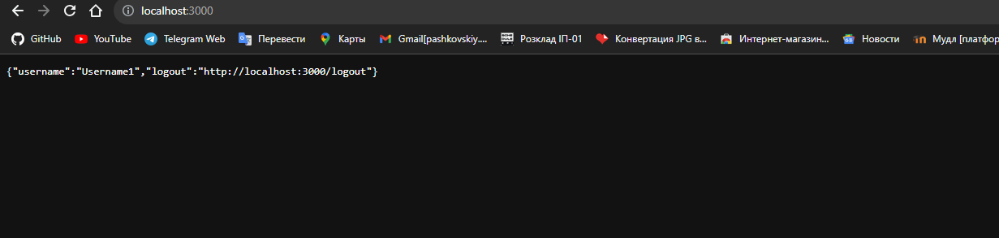 localhost:3000
GitHub YouTube Telegram Web Перевести Карты Gmail[pashkovskiy.... Розклад ІП-01 Конвертация JPG в... Интернет-магазин... Новости Мудл [платфор
{"username":"Username1","logout":"http://localhost:3000/logout"}